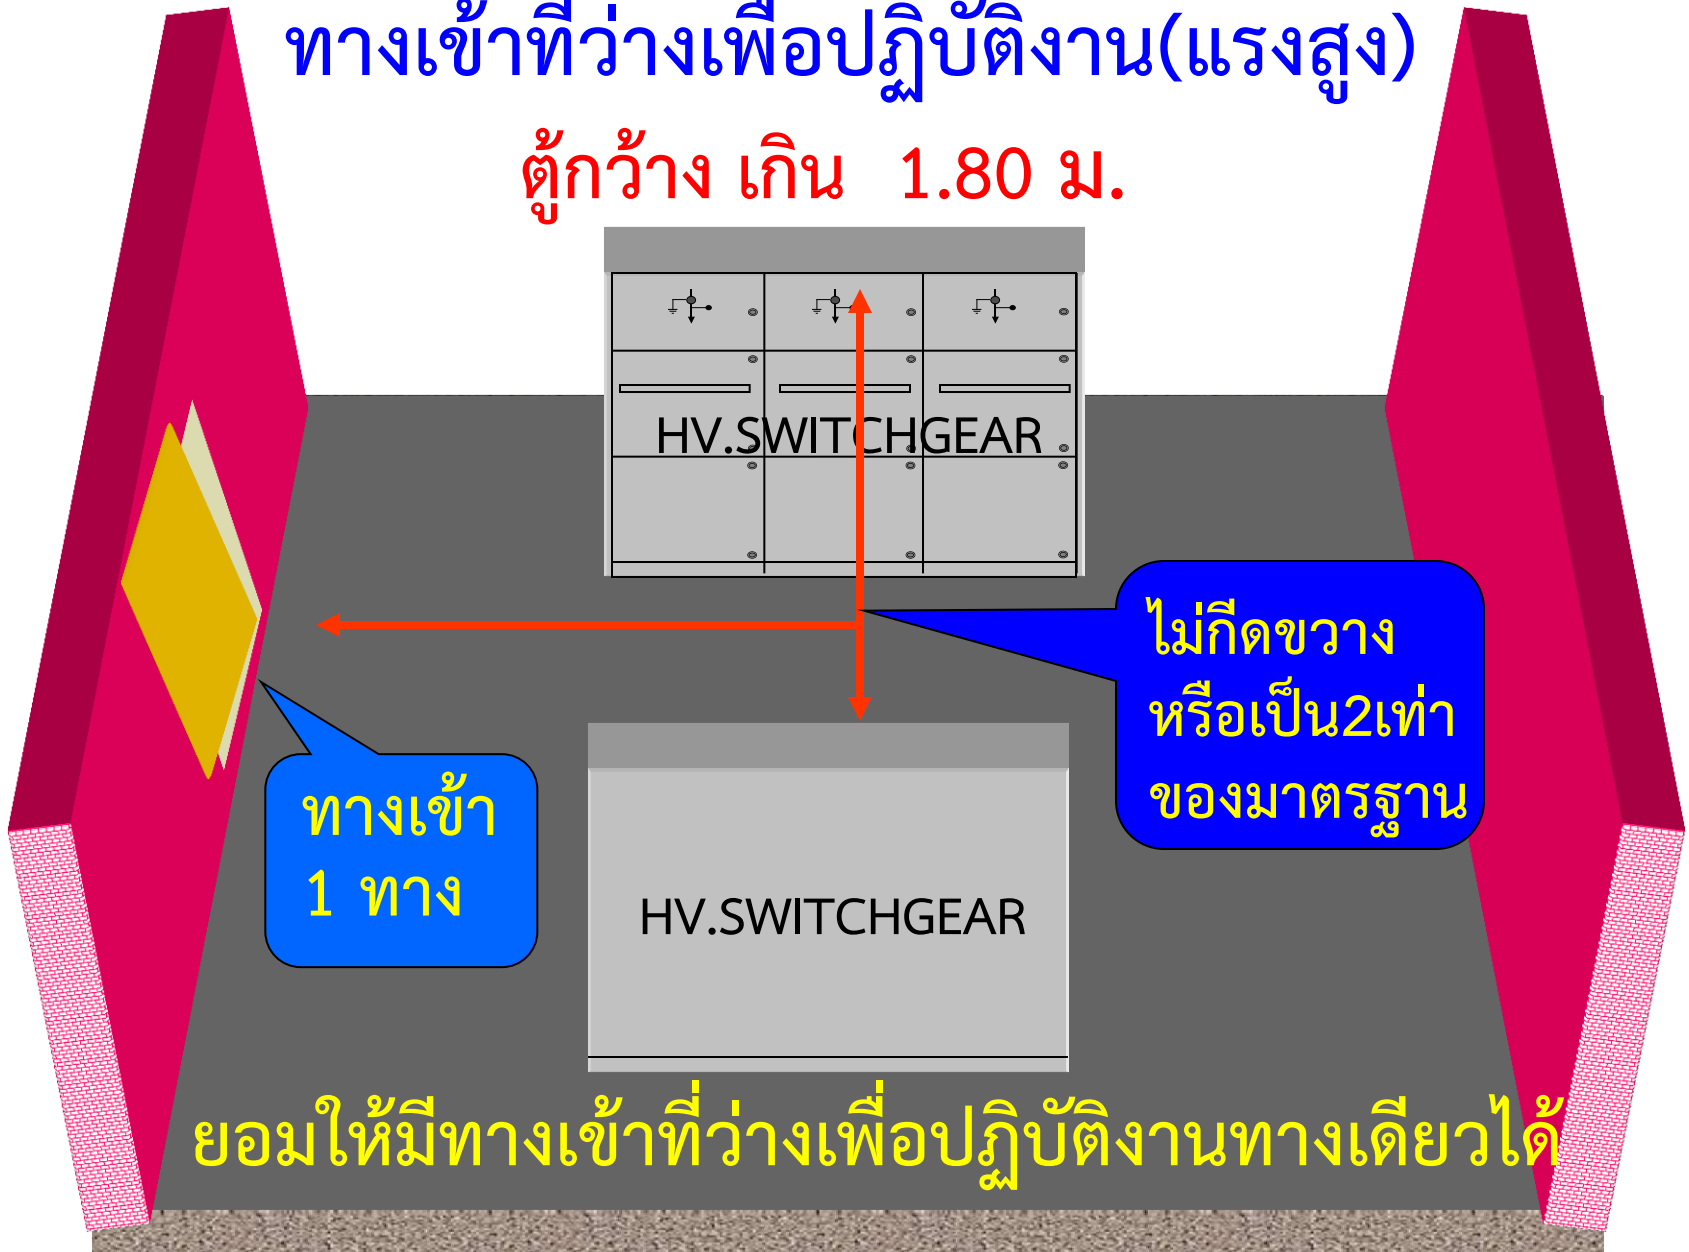 ทางเข้าที่ว่างเพื่อปฏิบัติงาน(แรงสูง)
ตู้กว้าง เกิน 1.80 ม.
HV.SWITCHGEAR
ไม่กีดขวาง
หรือเป็น2เท่า
ของมาตรฐาน
ทางเข้า
1 ทาง
HV.SWITCHGEAR
ยอมให้มีทางเข้าที่ว่างเพื่อปฏิบัติงานทางเดียวได้